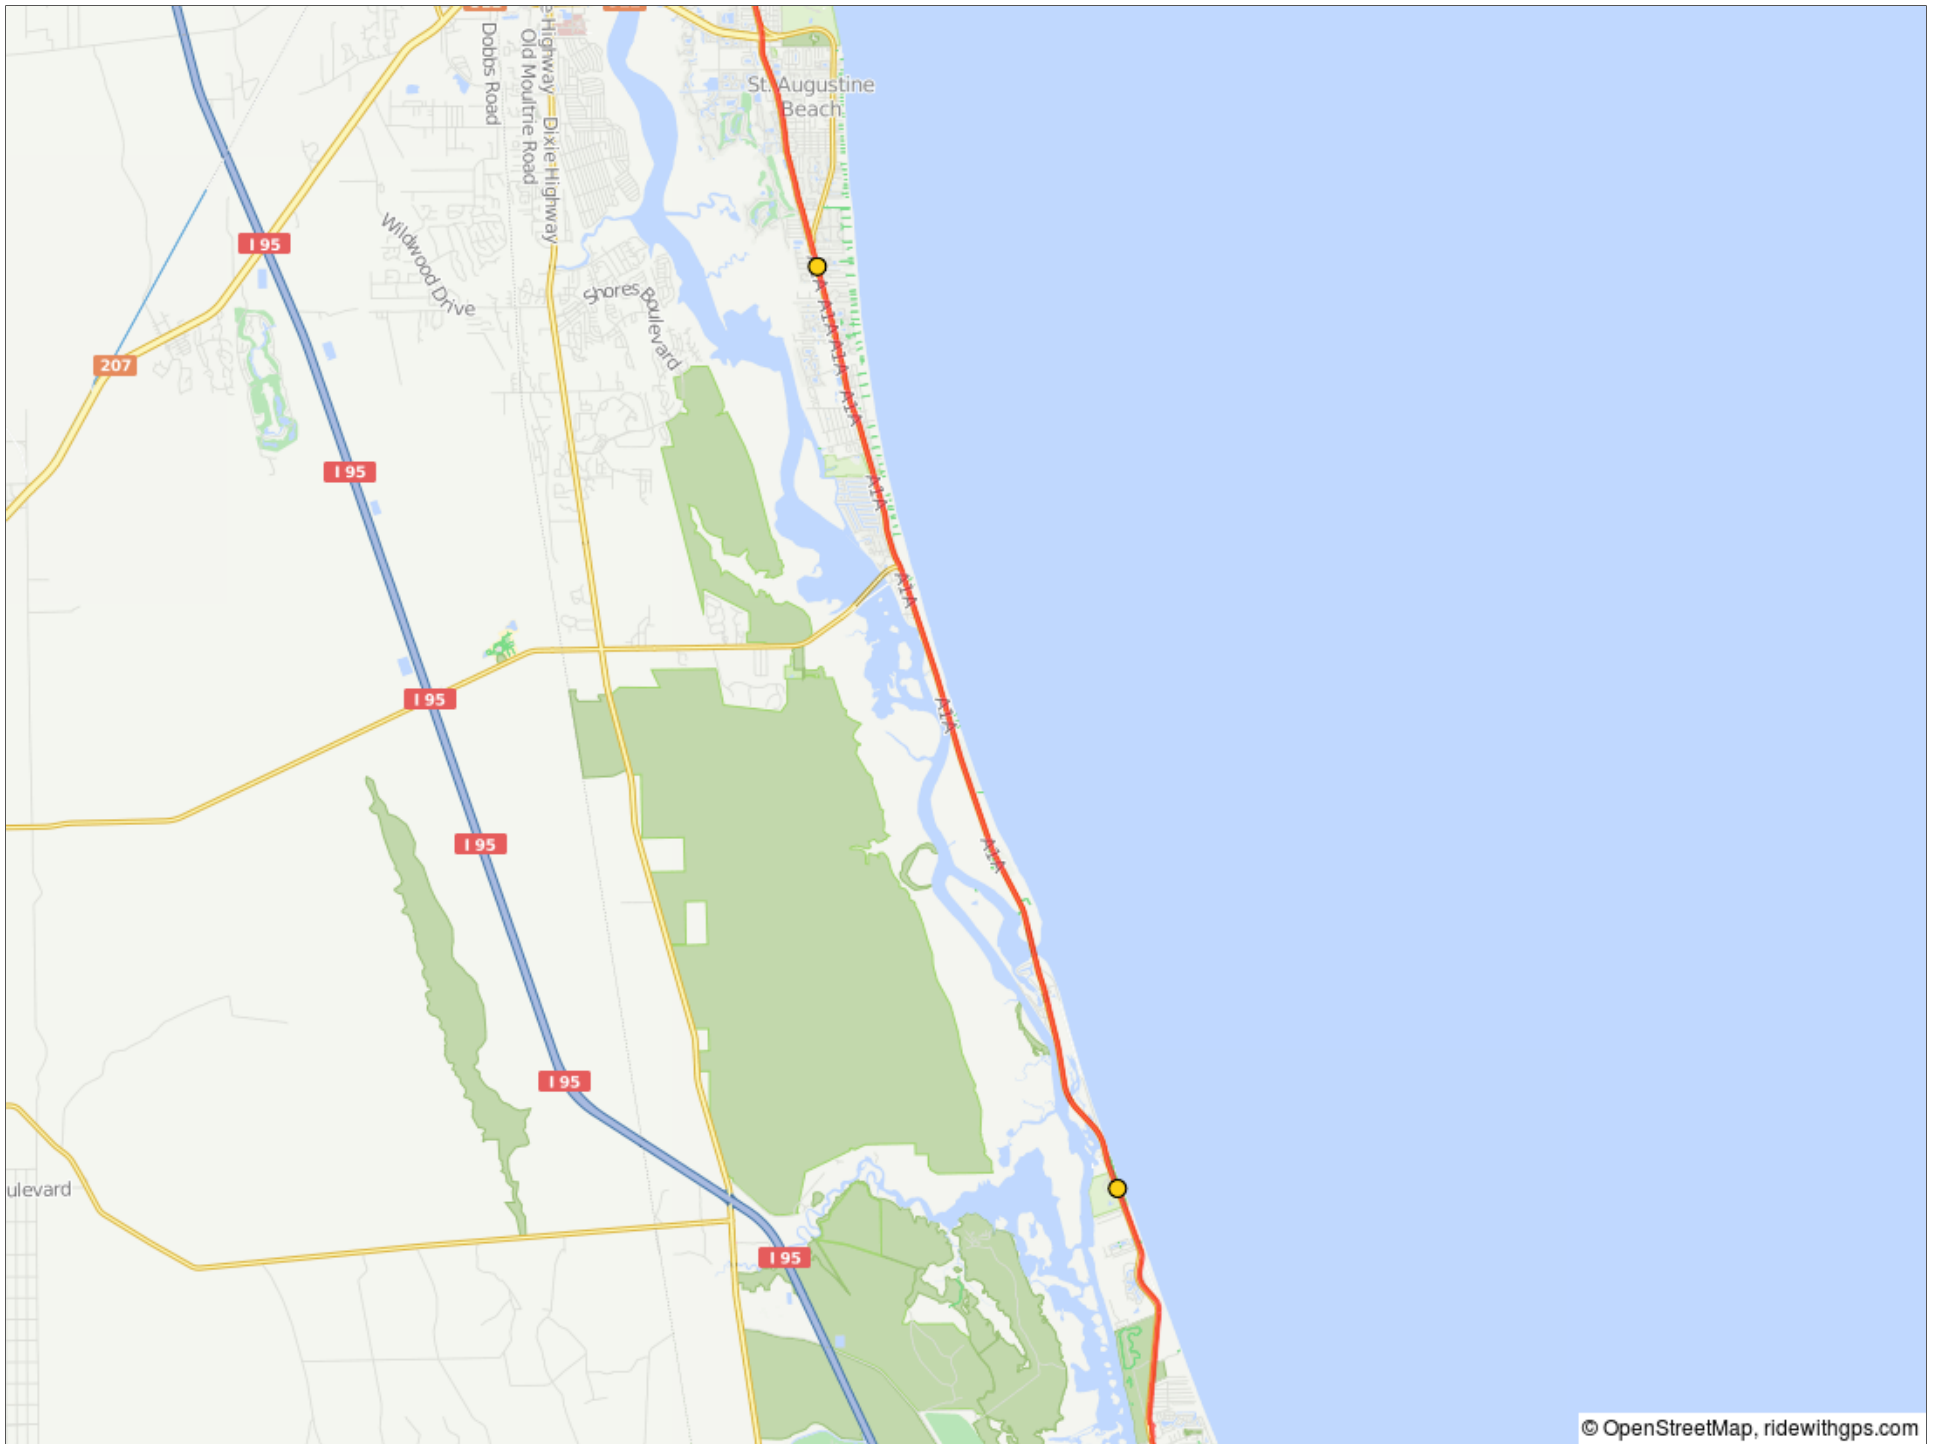 e Highway
Dobbs Road
Old Moultrie Road
Dixie Highway
St. Augustine
Beach
I 95
Wildwood Drive
Shores Boulevard
A1A
A1A
207
A1A
I 95
A1A
A1A
I 95
A1A
I 95
A1A
I 95
ulevard
I 95
© OpenStreetMap, ridewithgps.com